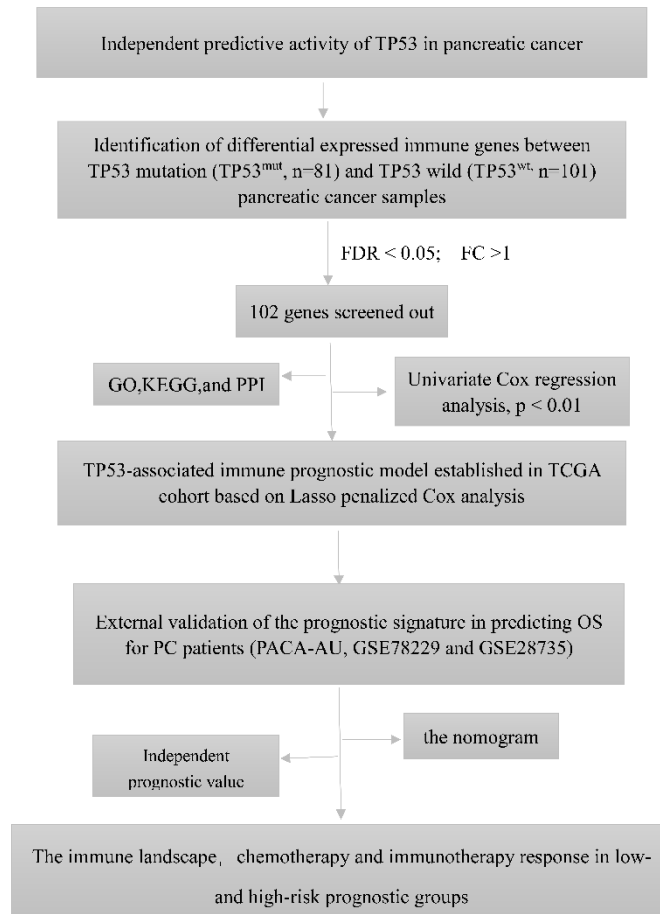 Independent predictive activity of TP53 in pancreatic cancer
Identification of differential expressed immune genes between
TP53 mutation (TP53mut, n=81) and TP53 wild (TP53wt, n=101)
pancreatic cancer samples
FDR < 0.05; FC >1
102 genes screened out
GO,KEGG,and PPI
Univariate Cox regression
analysis, p < 0.01
TP53-associated immune prognostic model established in TCGA
cohort based on Lasso penalized Cox analysis
External validation of the prognostic signature in predicting OS
for PC patients (PACA-AU, GSE78229 and GSE28735)
the nomogram
Independent
prognostic value
The immune landscape, chemotherapy and immunotherapy response in low-
and high-risk prognostic groups